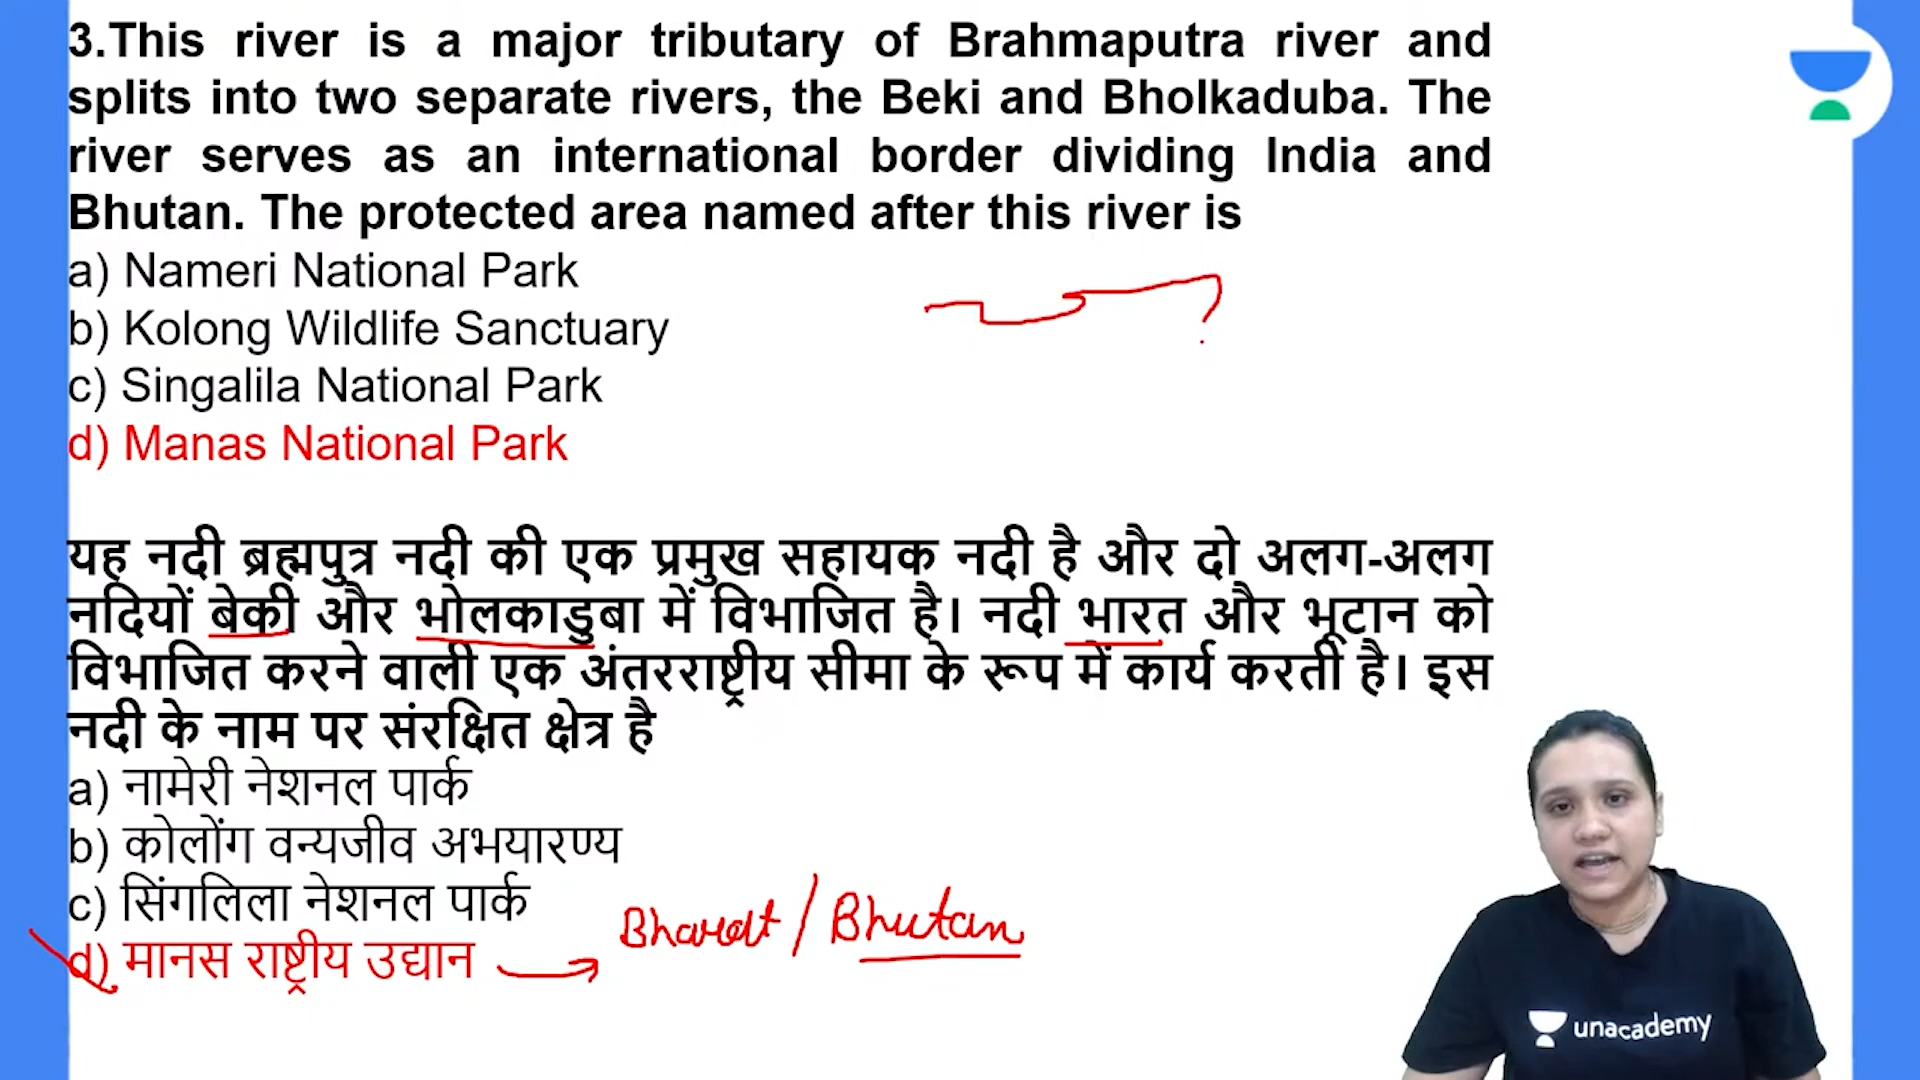 3.This river is a major tributary of Brahmaputra river and
splits into two separate rivers, the Beki and Bholkaduba. The
river serves as an international border dividing India and
Bhutan. The protected area named after this river is
a) Nameri National Park
b) Kolong Wildlife Sanctuary
c) Singalila National Park
d) Manas National Park
यह नदी ब्रह्मपुत्र नदी की एक प्रमुख सहायक नदी है और दो अलग-अलग
नदियों बेकी और भोलकाडुबा में विभाजित है। नदी भारत और भूटान को
विभाजित करने वाली एक अंतरराष्ट्रीय सीमा के रूप में कार्य करती है। इस
नदी के नाम पर संरक्षित क्षेत्र है
a) नामेरी नेशनल पार्क
b) कोलोंग वन्यजीव अभयारण्य
c) सिंगलिला नेशनल पार्क
d) मानस राष्ट्रीय उद्यान
Bharat / Bhutan
unacademy